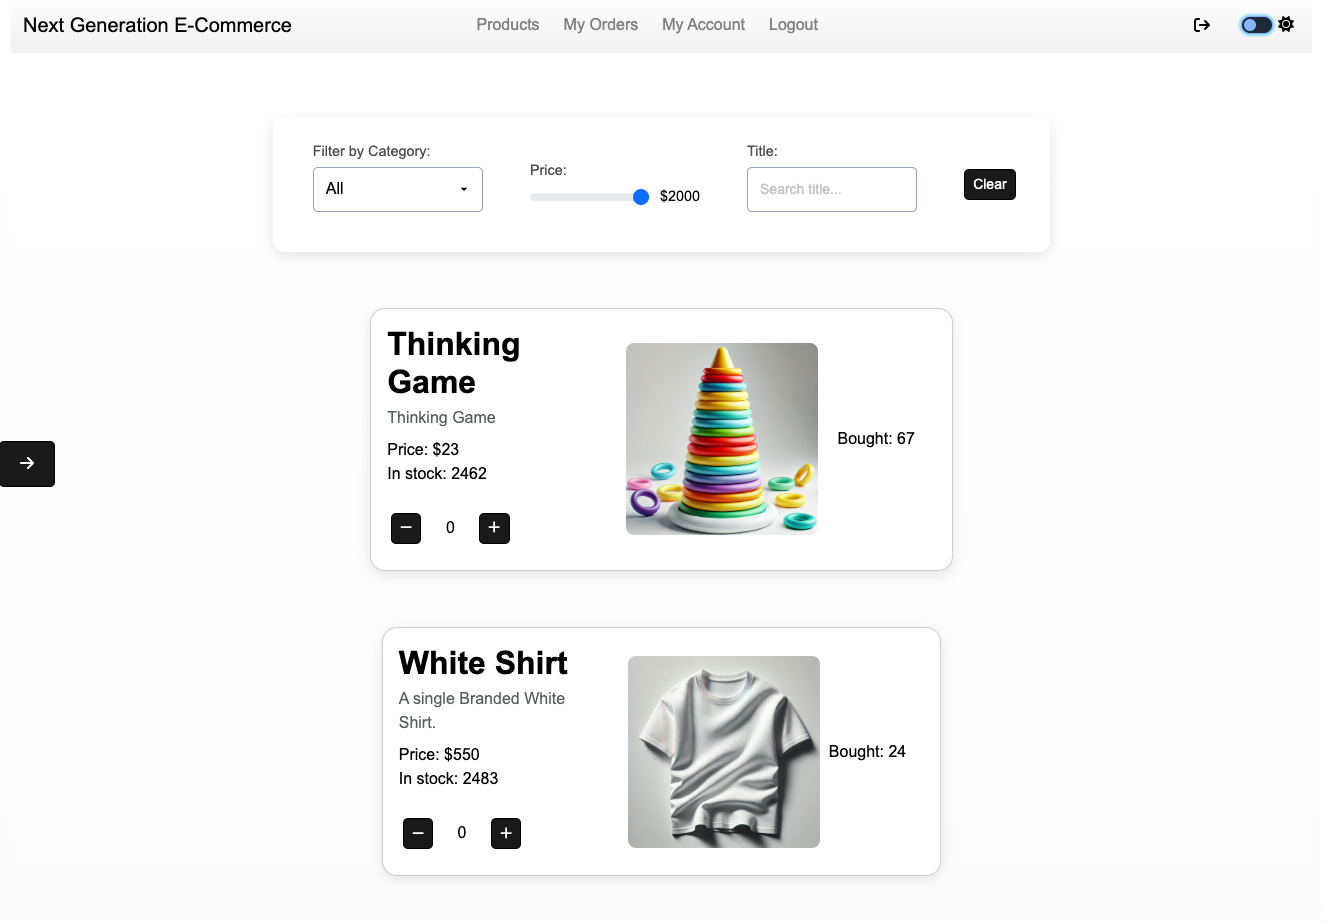 Next Generation E-Commerce
Products
My Orders
My Account
Logout
Filter by Category:
All
Price:
$2000
Title:
Search title...
Clear
Thinking
Game
Thinking Game
Price: $23
In stock: 2462
0
Bought: 67
White Shirt
A single Branded White
Shirt.
Price: $550
In stock: 2483
0
Bought: 24